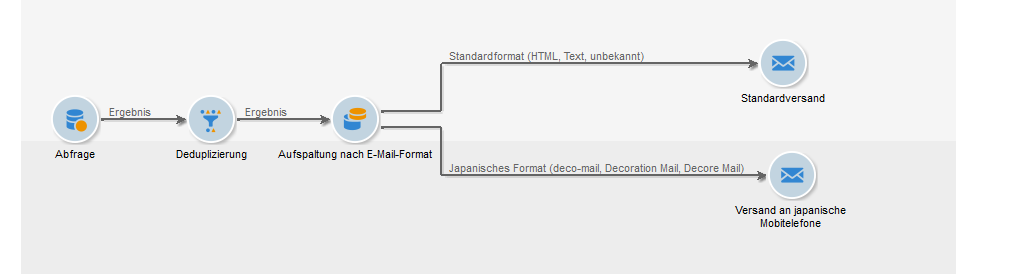 Standardformat (HTML, Text, unbekannt)
Standardversand
Ergebnis
Ergebnis
Abfrage
Deduplizierung
Aufspaltung nach E-Mail-Format
Japanisches Format (deco-mail, Decoration Mail, Decore Mail)
Versand an japanische
Mobitelefone